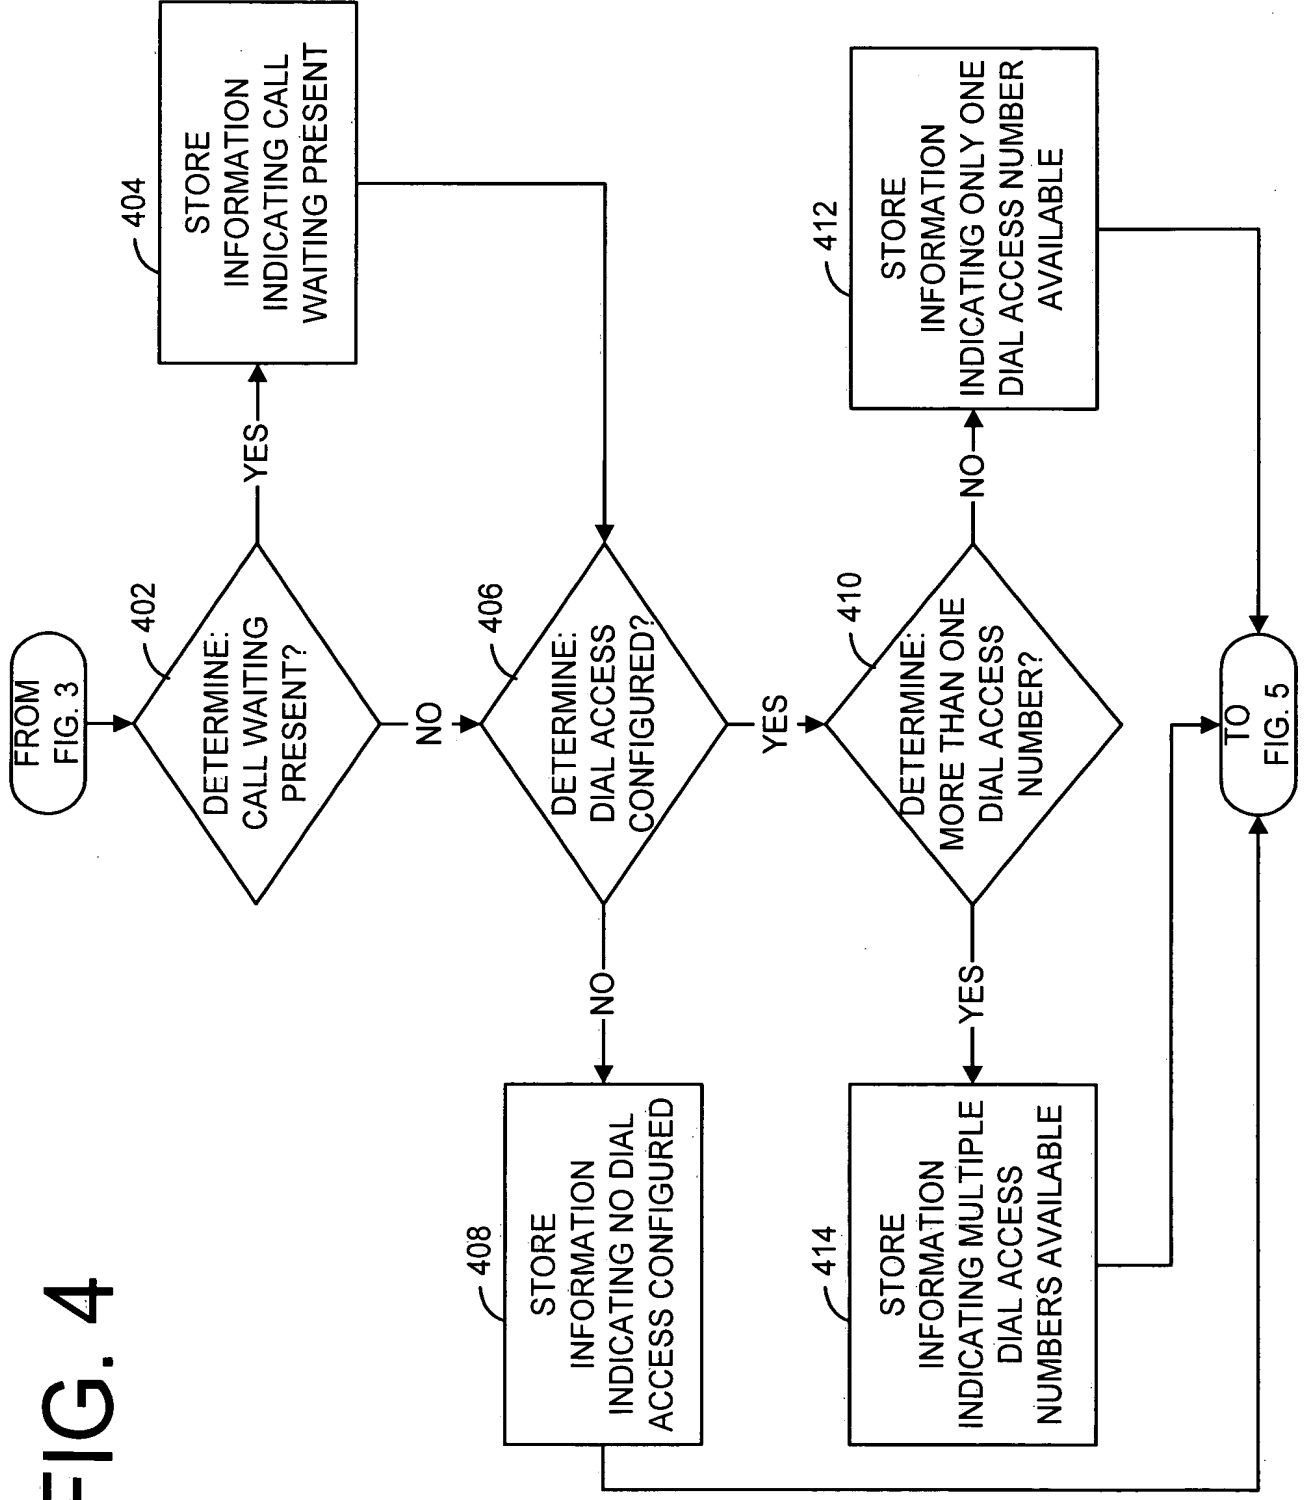 FIG. 4
FROM
FIG. 3
402
DETERMINE:
CALL WAITING
PRESENT?
YES
404
STORE
INFORMATION
INDICATING CALL
WAITING PRESENT
NO
406
DETERMINE:
DIAL ACCESS
CONFIGURED?
NO
408
STORE
INFORMATION
INDICATING NO DIAL
ACCESS CONFIGURED
YES
410
DETERMINE:
MORE THAN ONE
DIAL ACCESS
NUMBER?
NO
412
STORE
INFORMATION
INDICATING ONLY ONE
DIAL ACCESS NUMBER
AVAILABLE
YES
414
STORE
INFORMATION
INDICATING MULTIPLE
DIAL ACCESS
NUMBERS AVAILABLE
TO
FIG. 5